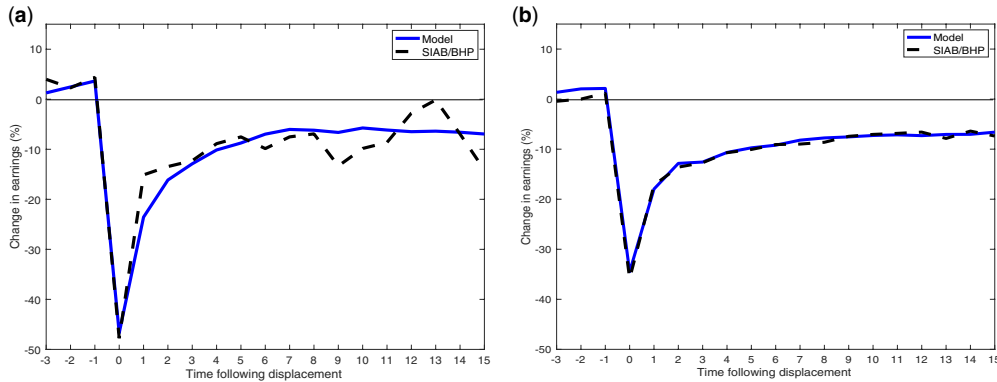 (a)
Model
SIAB/BHP
10
0
-10
-20
-30
-40
-50
Change in earnings (%)
-3 -2 -1 0 1 2 3 4 5 6 7 8 9 10 11 12 13 14 15
Time following displacement
(b)
Model
SIAB/BHP
10
0
-10
-20
-30
-40
-50
Change in earnings (%)
-3 -2 -1 0 1 2 3 4 5 6 7 8 9 10 11 12 13 14 15
Time following displacement